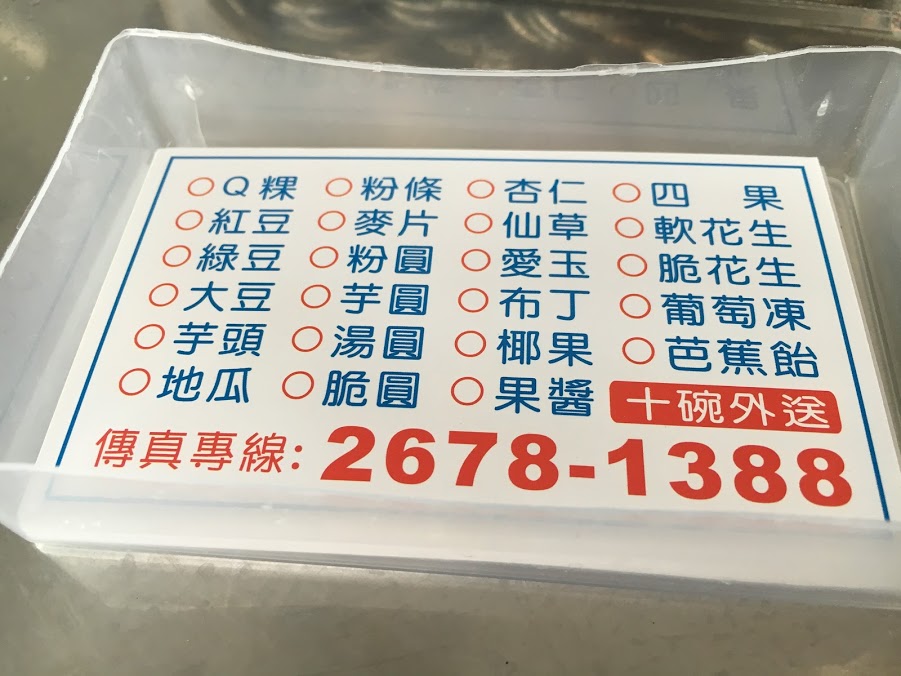 ○Q粿 ○粉條 ○杏仁 ○四果
○紅豆 ○麥片 ○仙草 ○軟花生
○綠豆 ○粉圓 ○愛玉 ○脆花生
○大豆 ○芋圓 ○布丁 ○葡萄凍
○芋頭 ○湯圓 ○椰果 ○芭蕉飴
○地瓜 ○脆圓 ○果醬 十碗外送
傳真專線:2678-1388